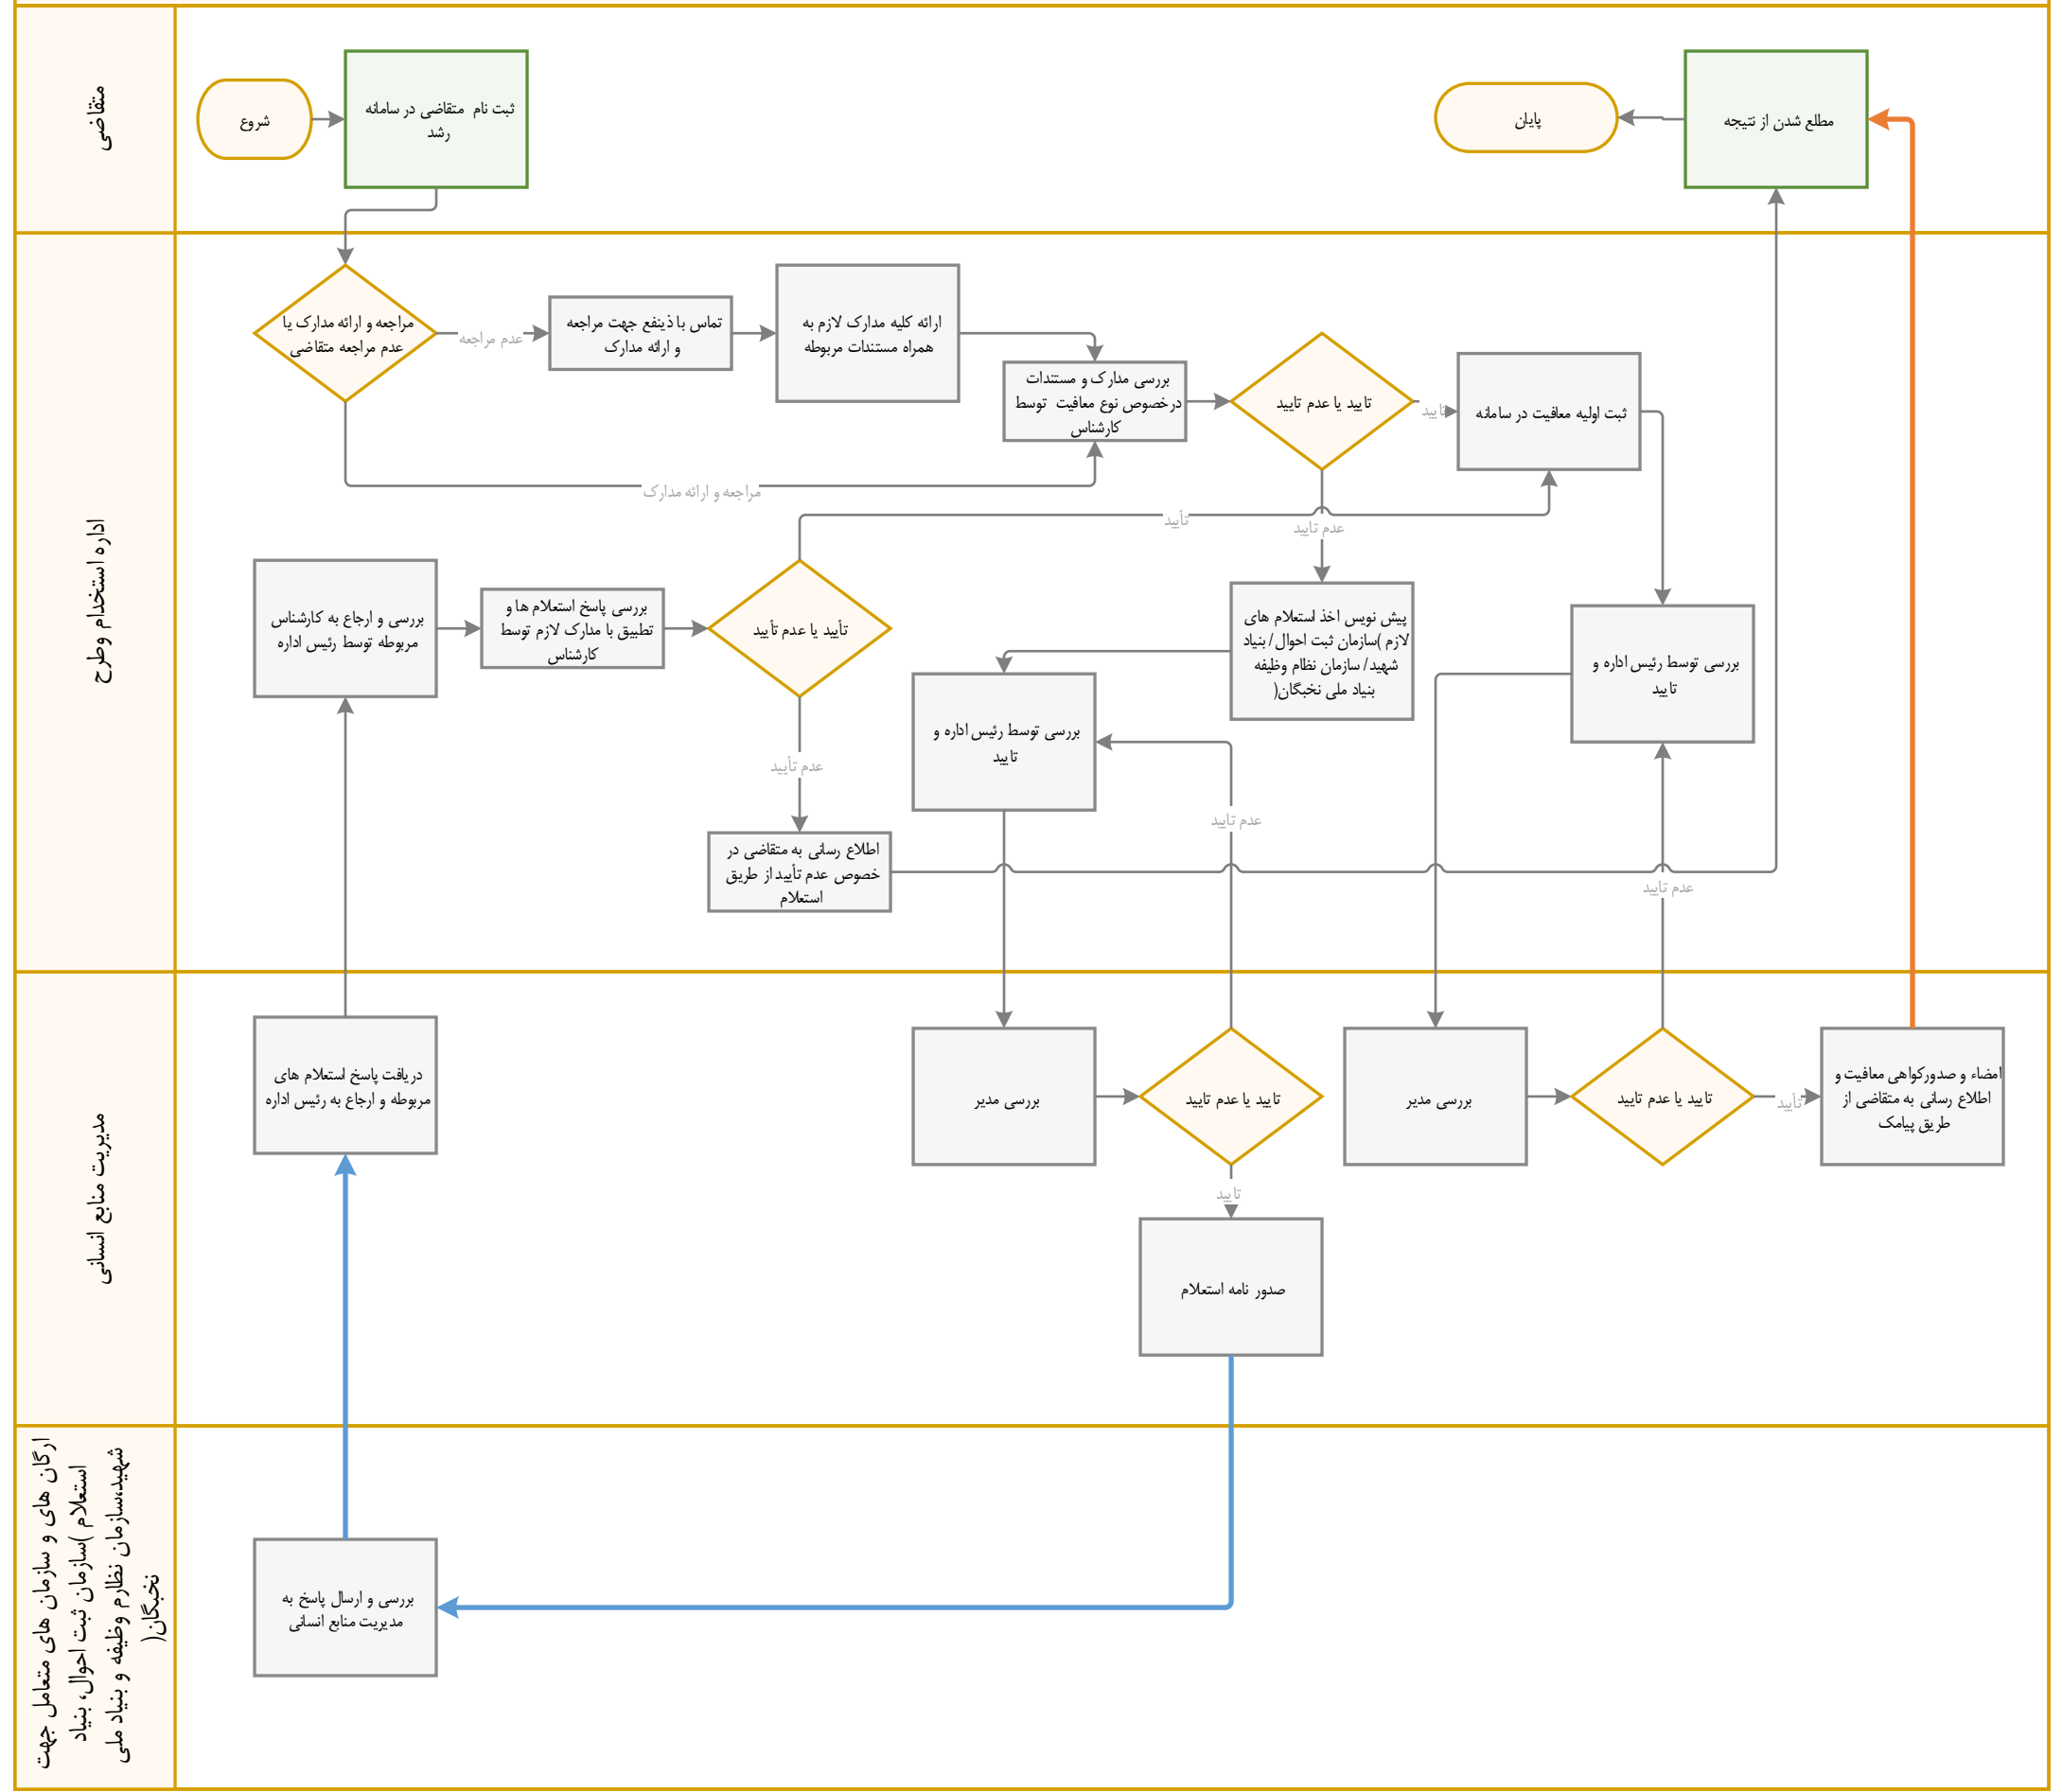 متقاضی
شروع
ثبت نام متقاضی در سامانه
رشد
مطلع شدن از نتیجه
پایان
اداره استخدام وطرح
مراجعه و ارائه مدارک یا
عدم مراجعه متقاضی
عدم مراجعه
تماس با ذینفع جهت مراجعه
و ارائه مدارک
ارائه کلیه مدارک لازم به
همراه مستندات مربوطه
بررسی مدارک و مستندات
درخصوص نوع معافیت توسط
کارشناس
تایید یا عدم تایید
تایید
ثبت اولیه معافیت در سامانه
مراجعه و ارائه مدارک
تأیید
عدم تایید
بررسی و ارجاع به کارشناس
مربوطه توسط رئیس اداره
بررسی پاسخ استعلام ها و
تطبیق با مدارک لازم توسط
کارشناس
تأیید یا عدم تأیید
پیش نویس اخذ استعلام های
لازم )سازمان ثبت احوال/ بنیاد
شهید/ سازمان نظام وظیفه
بنیاد ملی نخبگان(
بررسی توسط رئیس اداره و
تایید
بررسی توسط رئیس اداره و
تایید
عدم تأیید
عدم تایید
اطلاع رسانی به متقاضی در
خصوص عدم تأیید از طریق
استعلام
عدم تایید
مدیریت منابع انسانی
دریافت پاسخ استعلام های
مربوطه و ارجاع به رئیس اداره
بررسی مدیر
تایید یا عدم تایید
بررسی مدیر
تایید یا عدم تایید
تأیید
امضاء و صدورکواهی معافیت و
اطلاع رسانی به متقاضی از
طریق پیامک
تایید
صدور نامه استعلام
ارگان های و سازمان های متعامل جهت
استعلام )سازمان ثبت احوال، بنیاد
شهید،سازمان نظارم وظیفه و بنیاد ملی
نخبگان(
بررسی و ارسال پاسخ به
مدیریت منابع انسانی